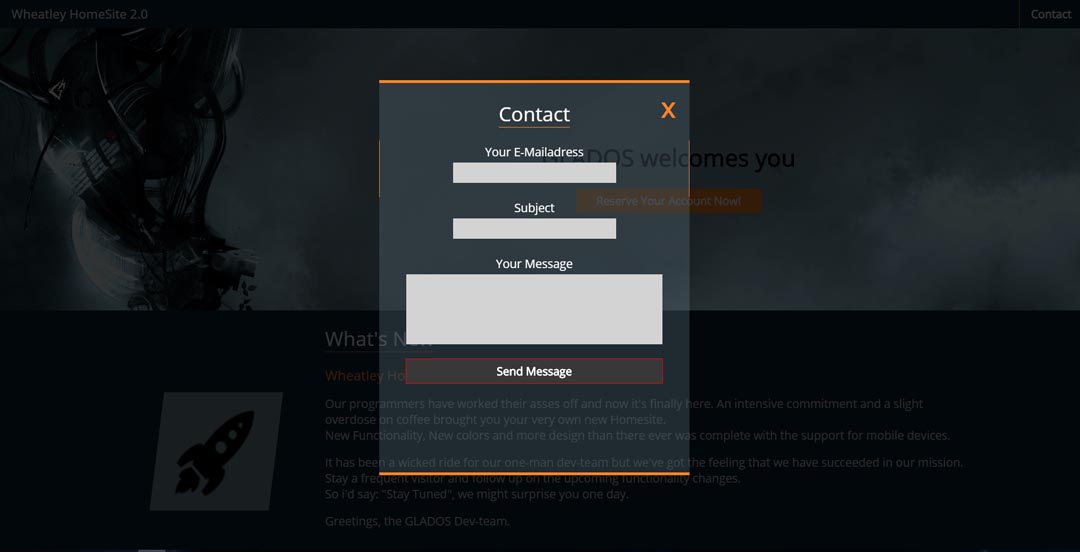 Wheatley HomeSite 2.0
Contact
Contact
X
Your E-Mailadress
GLADOS welcomes you
Reserve Your Account Now!
Subject
Your Message
What's New
Send Message
Wheatley Ho
Our programmers have worked their asses off and now it's finally here. An intensive commitment and a slight
overdose on coffee brought you your very own new Homesite.
New Functionality, New colors and more design than there ever was complete with the support for mobile devices.
It has been a wicked ride for our one-man dev-team but we've got the feeling that we have succeeded in our mission.
Stay a frequent visitor and follow up on the upcoming functionality changes.
So i'd say: "Stay Tuned", we might surprise you one day.
Greetings, the GLADOS Dev-team.